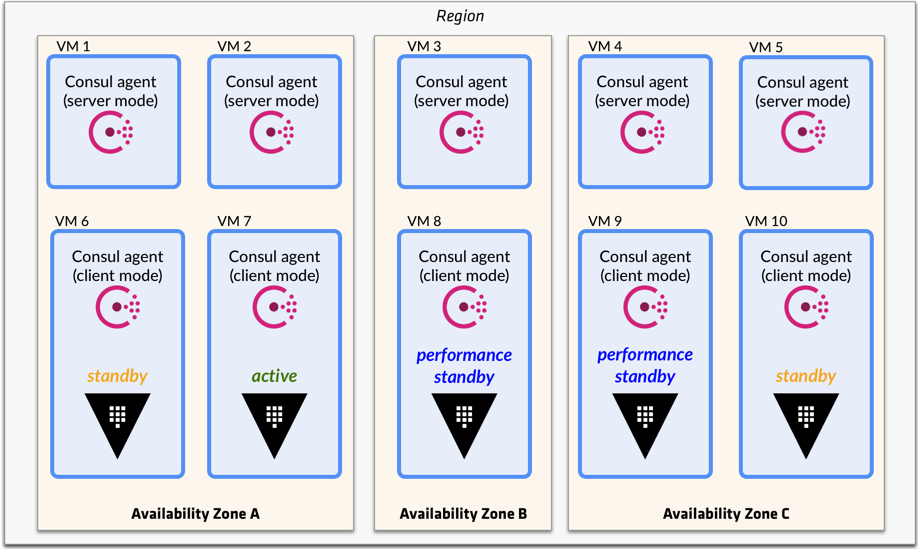 Region
VM 1
VM 2
VM 3
VM 4
VM 5
Consul agent
(server mode)
Consul agent
(server mode)
Consul agent
(server mode)
Consul agent
(server mode)
Consul agent
(server mode)
VM 6
VM 7
VM 8
VM 9
VM 10
Consul agent
(client mode)
Consul agent
(client mode)
Consul agent
(client mode)
Consul agent
(client mode)
Consul agent
(client mode)
standby
active
performance
standby
performance
standby
standby
Availability Zone A
Availability Zone B
Availability Zone C